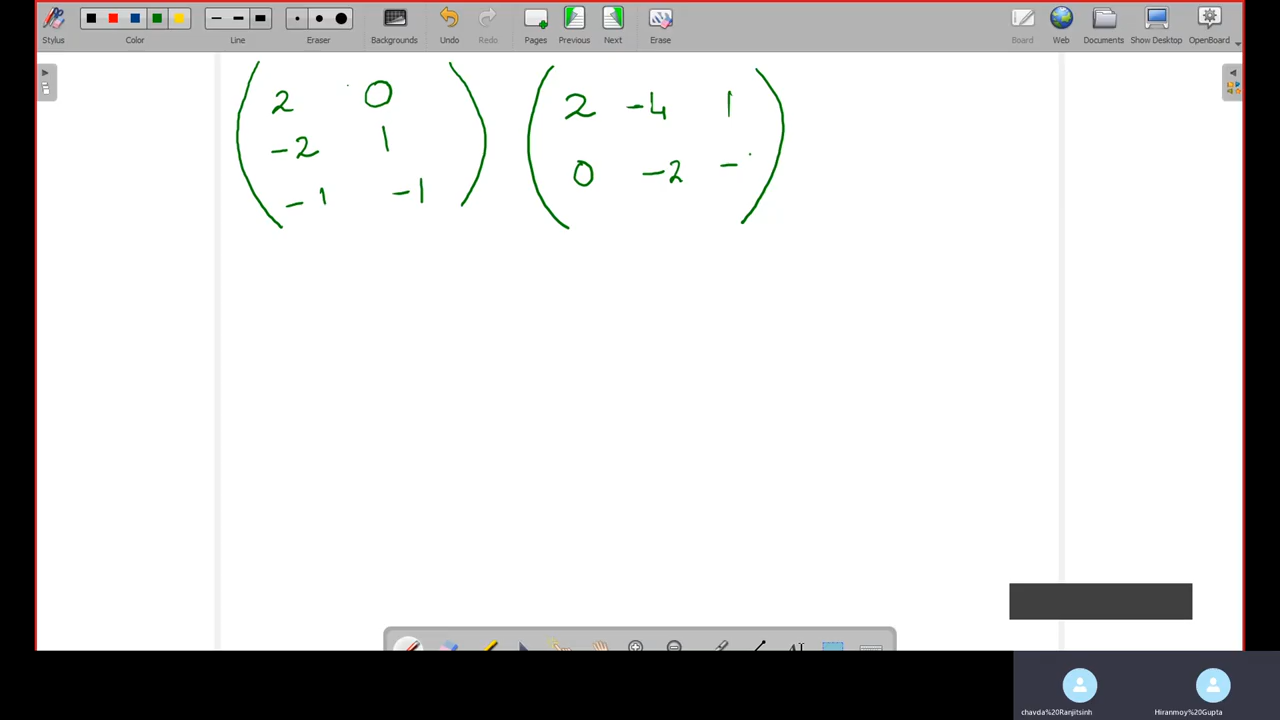 Stylus Color Line Eraser Backgrounds Undo Redo Pages Previous Next Erase Board Web Documents Show Desktop OpenBoard
2 0 2 -4 1
-2 1 0 -2 -
-1 -1
chavda%20Ranjitsinh Hiranmoy%20Gupta